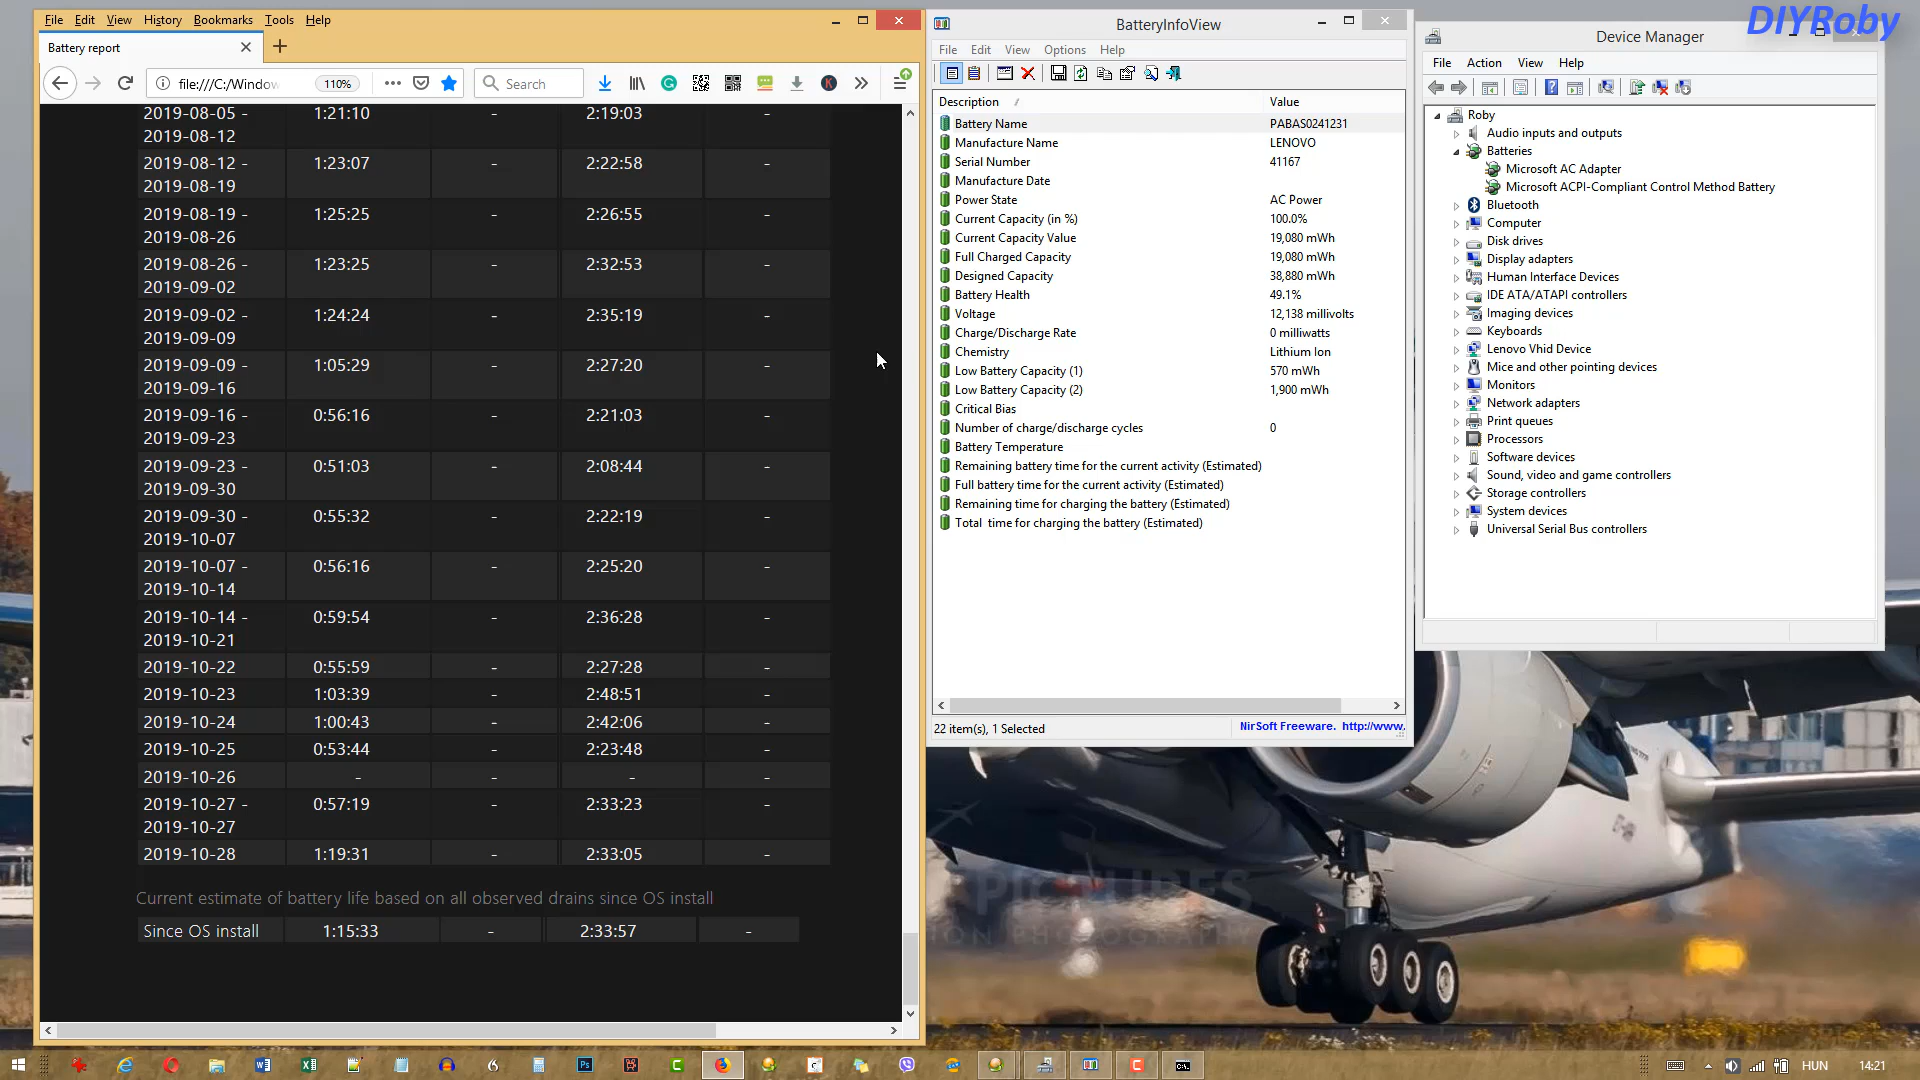 File Edit View History Bookmarks Tools Help
Battery report
file:///C:/Windov 110% Search
2019-08-05 - 1:21:10 - 2:19:03 -
2019-08-12
2019-08-12 - 1:23:07 - 2:22:58 -
2019-08-19
2019-08-19 - 1:25:25 - 2:26:55 -
2019-08-26
2019-08-26 - 1:23:25 - 2:32:53 -
2019-09-02
2019-09-02 - 1:24:24 - 2:35:19 -
2019-09-09
2019-09-09 - 1:05:29 - 2:27:20 -
2019-09-16
2019-09-16 - 0:56:16 - 2:21:03 -
2019-09-23
2019-09-23 - 0:51:03 - 2:08:44 -
2019-09-30
2019-09-30 - 0:55:32 - 2:22:19 -
2019-10-07
2019-10-07 - 0:56:16 - 2:25:20 -
2019-10-14
2019-10-14 - 0:59:54 - 2:36:28 -
2019-10-21
2019-10-22 0:55:59 - 2:27:28 -
2019-10-23 1:03:39 - 2:48:51 -
2019-10-24 1:00:43 - 2:42:06 -
2019-10-25 0:53:44 - 2:23:48 -
2019-10-26 - - -
2019-10-27 - 0:57:19 - 2:33:23 -
2019-10-27
2019-10-28 1:19:31 - 2:33:05 -
Current estimate of battery life based on all observed drains since OS install
Since OS install 1:15:33 - 2:33:57 -
BatteryInfoView
File Edit View Options Help
Description / Value
Battery Name PABAS0241231
Manufacture Name LENOVO
Serial Number 41167
Manufacture Date
Power State AC Power
Current Capacity (in %) 100.0%
Current Capacity Value 19,080 mWh
Full Charged Capacity 19,080 mWh
Designed Capacity 38,880 mWh
Battery Health 49.1%
Voltage 12,138 millivolts
Charge/Discharge Rate 0 milliwatts
Chemistry Lithium Ion
Low Battery Capacity (1) 570 mWh
Low Battery Capacity (2) 1,900 mWh
Critical Bias
Number of charge/discharge cycles 0
Battery Temperature
Remaining battery time for the current activity (Estimated)
Full battery time for the current activity (Estimated)
Remaining time for charging the battery (Estimated)
Total time for charging the battery (Estimated)
22 item(s), 1 Selected NirSoft Freeware. http://www.
DIYRoby
Device Manager
File Action View Help
Roby
Audio inputs and outputs
Batteries
Microsoft AC Adapter
Microsoft ACPI-Compliant Control Method Battery
Bluetooth
Computer
Disk drives
Display adapters
Human Interface Devices
IDE ATA/ATAPI controllers
Imaging devices
Keyboards
Lenovo Vhid Device
Mice and other pointing devices
Monitors
Network adapters
Print queues
Processors
Software devices
Sound, video and game controllers
Storage controllers
System devices
Universal Serial Bus controllers
HUN 14:21